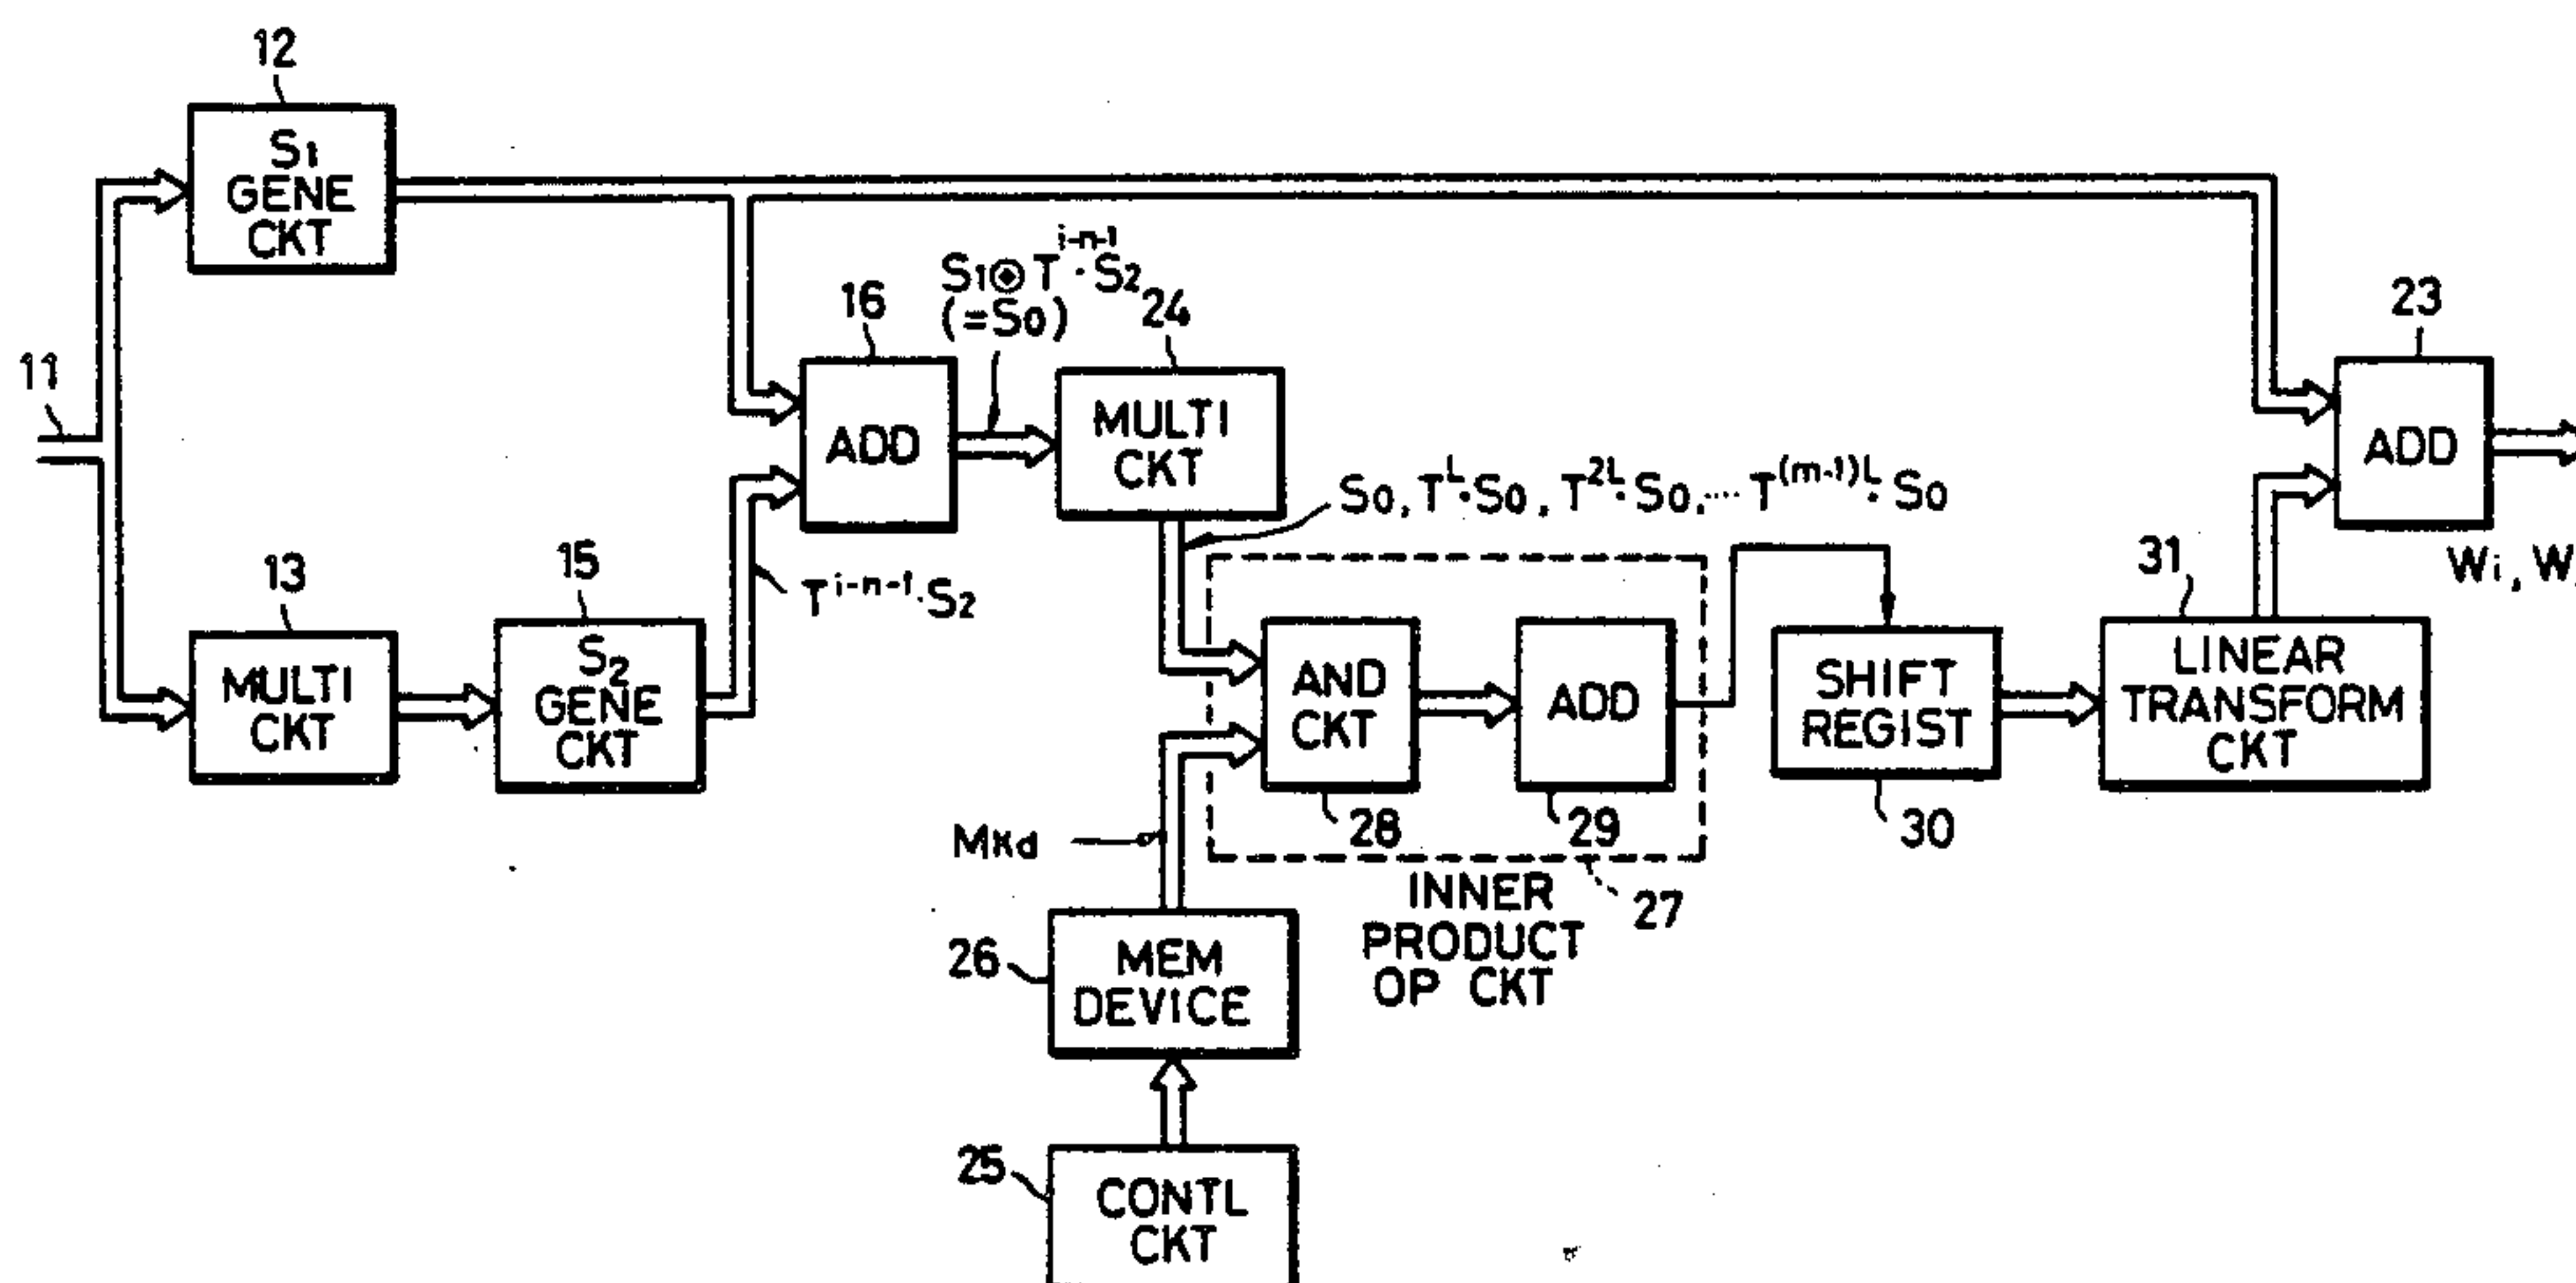 12
S1
GENE
CKT
11
13
MULTI
CKT
15
S2
GENE
CKT
T^{i-n-1}·S2
16
ADD
S1⊙T^{i-n-1}·S2
(=S0)
24
MULTI
CKT
S0, T^L·S0, T^{2L}·S0, ···· T^{(m-1)L}·S0
23
ADD
Wi, W
AND
CKT
28
ADD
29
27
INNER
PRODUCT
OP CKT
SHIFT
REGIST
30
31
LINEAR
TRANSFORM
CKT
26
MEM
DEVICE
25
CONTL
CKT